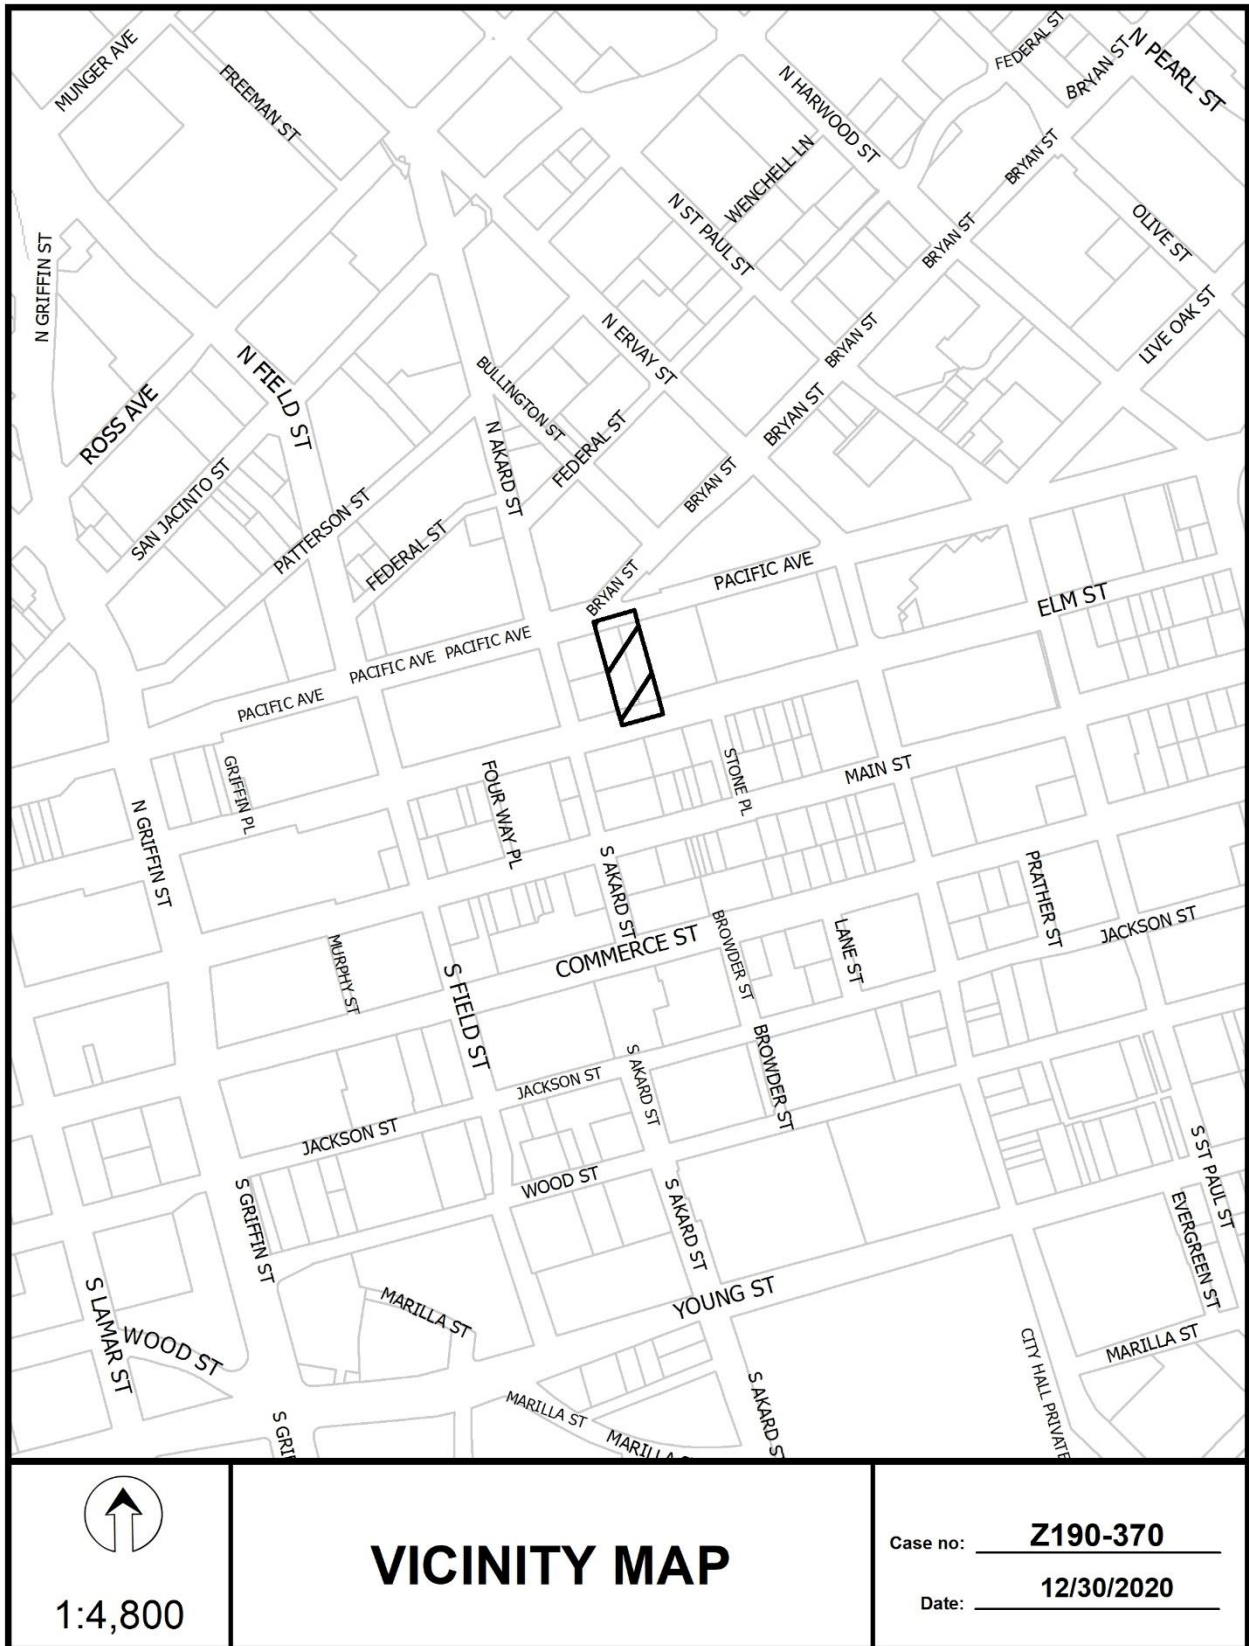 MUNGER AVE
FREEMAN ST
FEDERAL ST
BRYAN ST
N PEARL ST
N HARWOOD ST
WENCHELL LN
BRYAN ST
N ST PAUL ST
BRYAN ST
OLIVE ST
N GRIFFIN ST
LIVE OAK ST
N ERVAY ST
BRYAN ST
N FIELD ST
ROSS AVE
BULLINGTON ST
FEDERAL ST
BRYAN ST
N AKARD ST
BRYAN ST
SAN JACINTO ST
PATTERSON ST
FEDERAL ST
BRYAN ST
PACIFIC AVE
ELM ST
PACIFIC AVE
PACIFIC AVE
PACIFIC AVE
GRIFFIN PL
FOUR WAY PL
STONE PL
MAIN ST
N GRIFFIN ST
S AKARD ST
PRATHER ST
JACKSON ST
COMMERCE ST
BROWDER ST
LANE ST
MURPHY ST
S FIELD ST
BROWDER ST
S AKARD ST
JACKSON ST
JACKSON ST
WOOD ST
S ST PAUL ST
S GRIFFIN ST
S AKARD ST
EVERGREEN ST
S LAMAR ST
WOOD ST
MARILLA ST
YOUNG ST
CITY HALL PRIVATE
MARILLA ST
S AKARD ST
MARILLA ST
MARILLA
S GRI
1:4,800
VICINITY MAP
Case no: Z190-370
Date: 12/30/2020